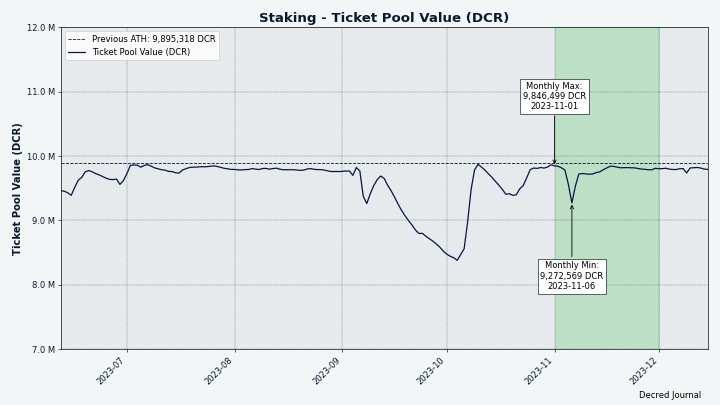 Staking - Ticket Pool Value (DCR)
Previous ATH: 9,895,318 DCR
Ticket Pool Value (DCR)
Ticket Pool Value (DCR)
12.0 M
11.0 M
10.0 M
9.0 M
8.0 M
7.0 M
Monthly Max:
9,846,499 DCR
2023-11-01
Monthly Min:
9,272,569 DCR
2023-11-06
2023-07
2023-08
2023-09
2023-10
2023-11
2023-12
Decred Journal